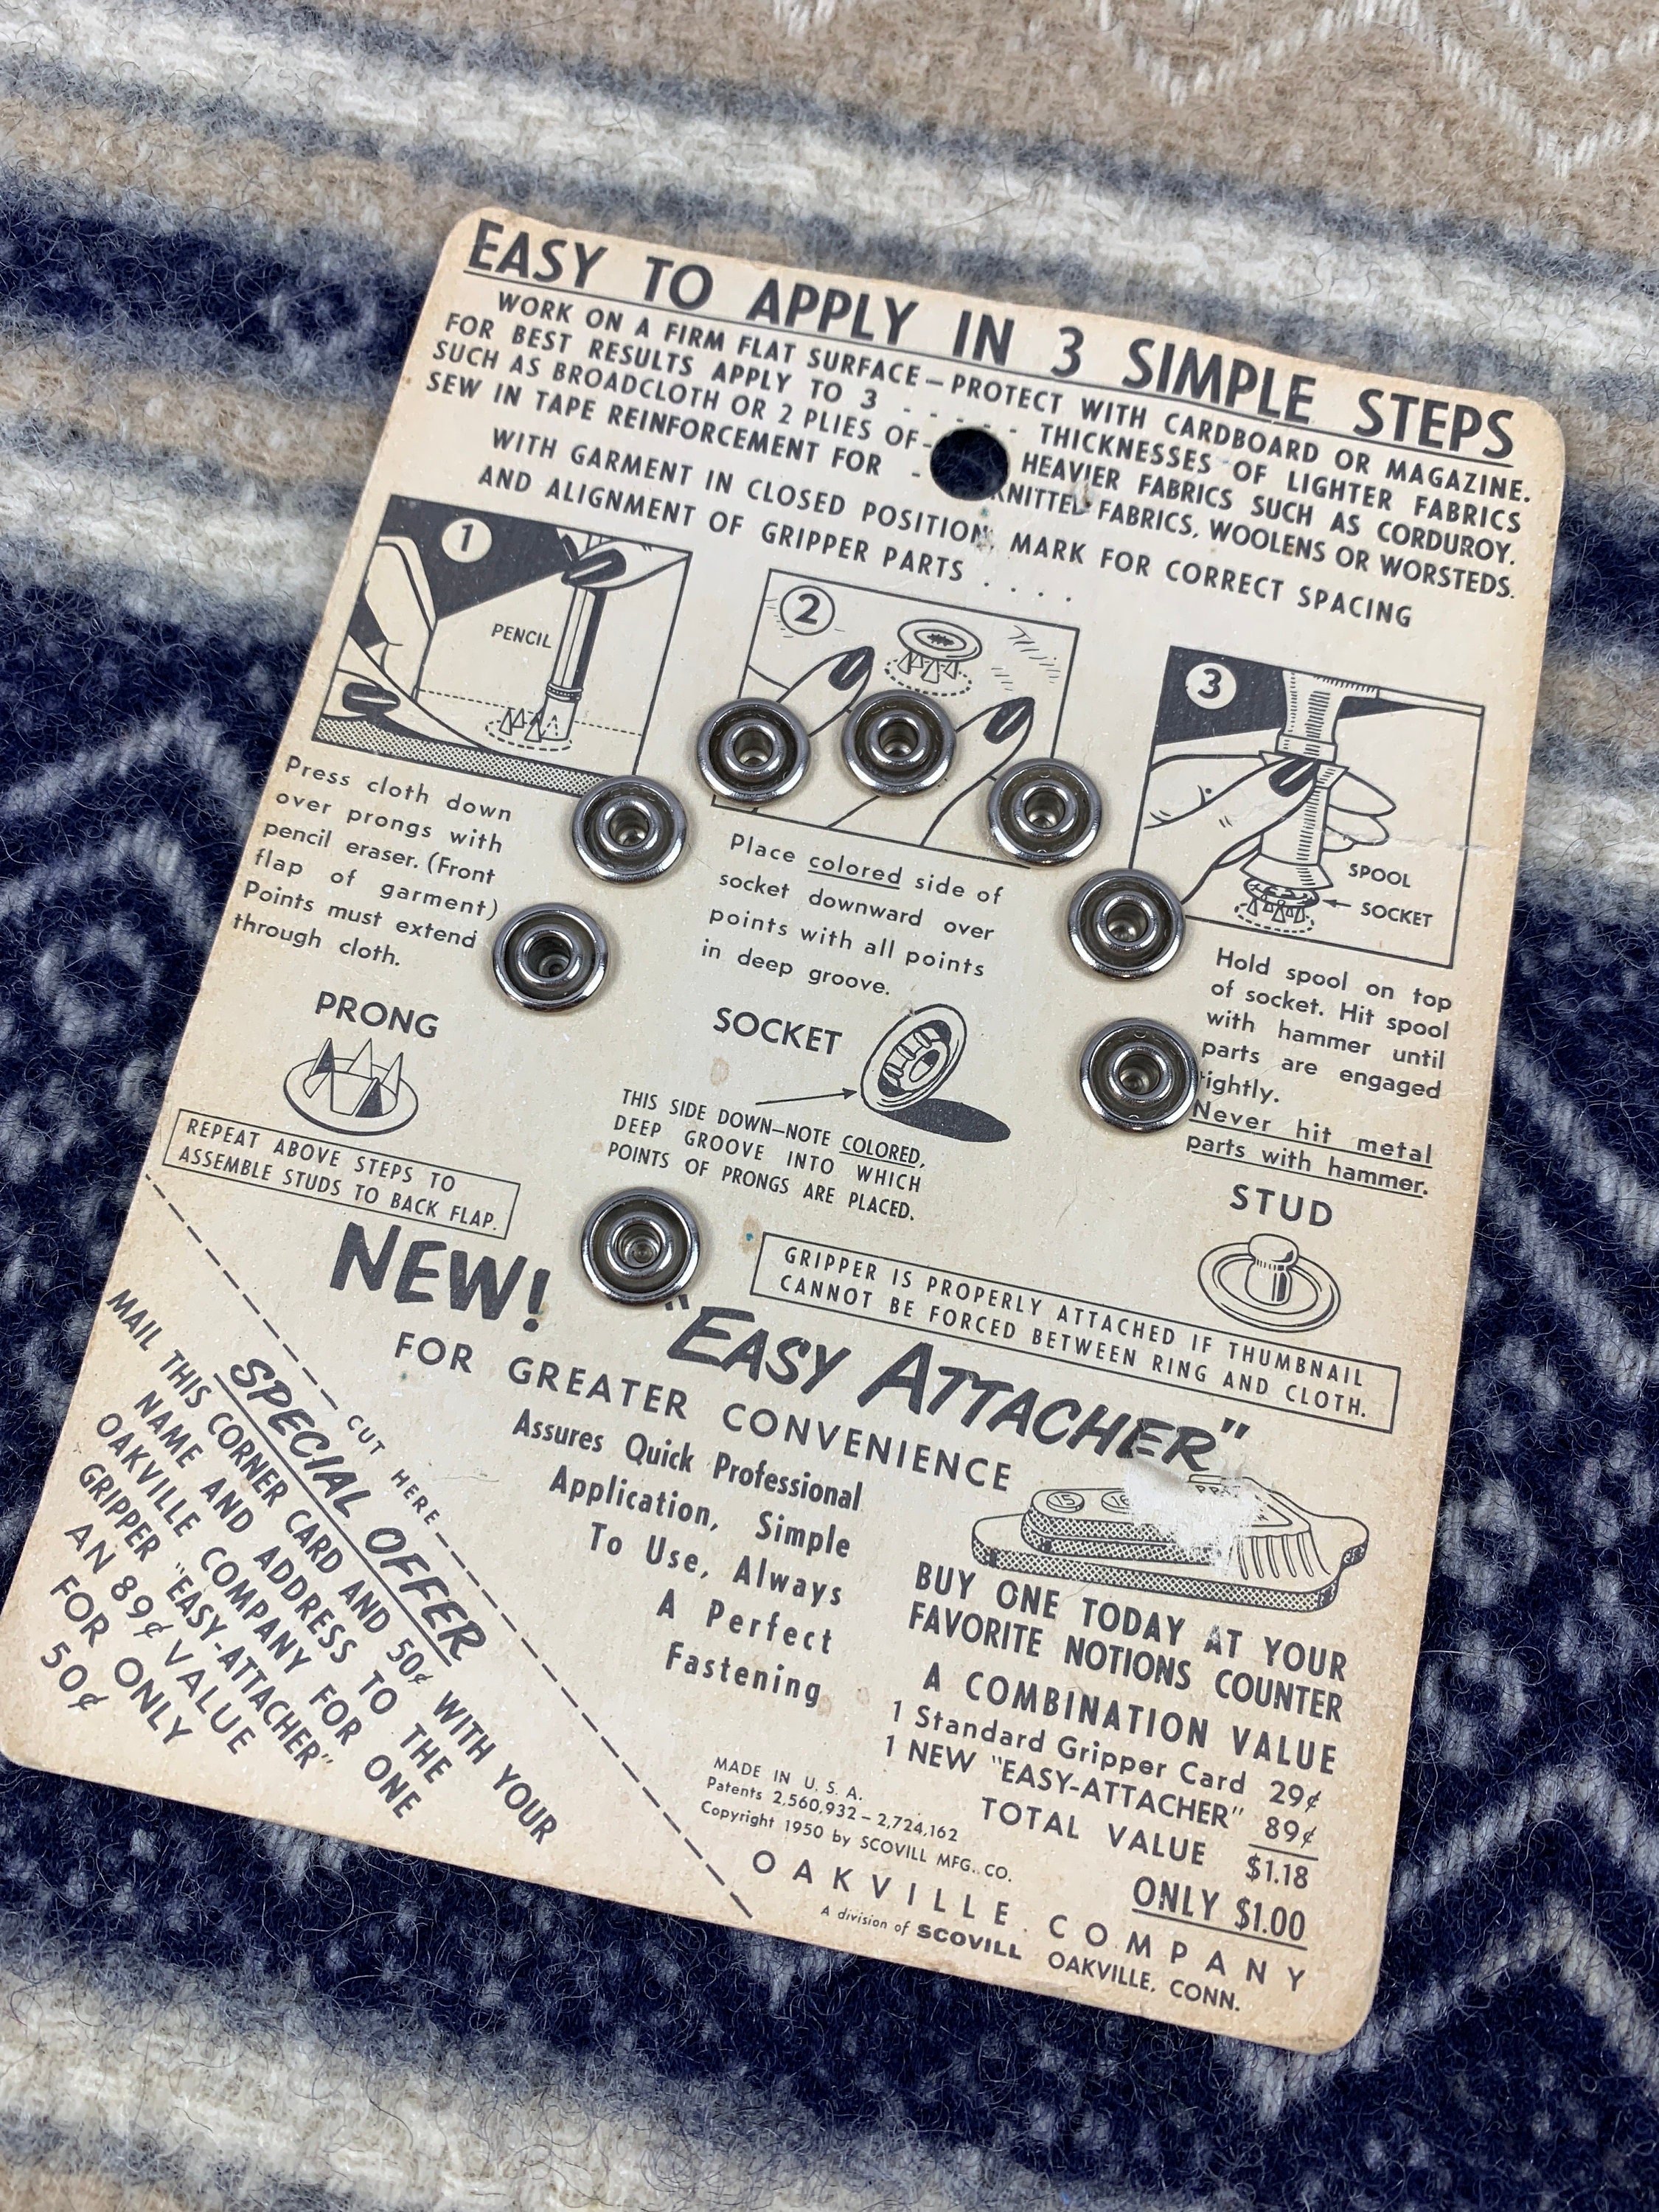 EASY TO APPLY IN 3 SIMPLE STEPS
WORK ON A FIRM FLAT SURFACE—PROTECT WITH CARDBOARD OR MAGAZINE.
FOR BEST RESULTS APPLY TO 3 - - - - - THICKNESSES OF LIGHTER FABRICS
SUCH AS BROADCLOTH OR 2 PLIES OF- HEAVIER FABRICS SUCH AS CORDUROY.
SEW IN TAPE REINFORCEMENT FOR - KNITTED FABRICS, WOOLENS OR WORSTEDS.
WITH GARMENT IN CLOSED POSITION, MARK FOR CORRECT SPACING
AND ALIGNMENT OF GRIPPER PARTS . . . .
1
PENCIL
Press cloth down
over prongs with
pencil eraser. (Front
flap of garment)
Points must extend
through cloth.
PRONG
REPEAT ABOVE STEPS TO
ASSEMBLE STUDS TO BACK FLAP.
2
Place colored side of
socket downward over
points with all points
in deep groove.
SOCKET
THIS SIDE DOWN—NOTE COLORED,
DEEP GROOVE INTO WHICH
POINTS OF PRONGS ARE PLACED.
3
SPOOL
SOCKET
Hold spool on top
of socket. Hit spool
with hammer until
parts are engaged
tightly.
Never hit metal
parts with hammer.
STUD
GRIPPER IS PROPERLY ATTACHED IF THUMBNAIL
CANNOT BE FORCED BETWEEN RING AND CLOTH.
NEW! "EASY ATTACHER"
FOR GREATER CONVENIENCE
Assures Quick Professional
Application, Simple
To Use, Always
A Perfect
Fastening
15 16
BUY ONE TODAY AT YOUR
FAVORITE NOTIONS COUNTER
A COMBINATION VALUE
1 Standard Gripper Card 29¢
1 NEW "EASY-ATTACHER" 89¢
TOTAL VALUE $1.18
ONLY $1.00
CUT HERE
SPECIAL OFFER
MAIL THIS CORNER CARD AND 50¢ WITH YOUR
NAME AND ADDRESS TO THE
OAKVILLE COMPANY FOR ONE
GRIPPER "EASY-ATTACHER"
AN 89¢ VALUE
FOR ONLY
50¢
MADE IN U. S. A.
Patents 2,560,932—2,724,162
Copyright 1950 by SCOVILL MFG. CO.
OAKVILLE COMPANY
A division of SCOVILL OAKVILLE, CONN.